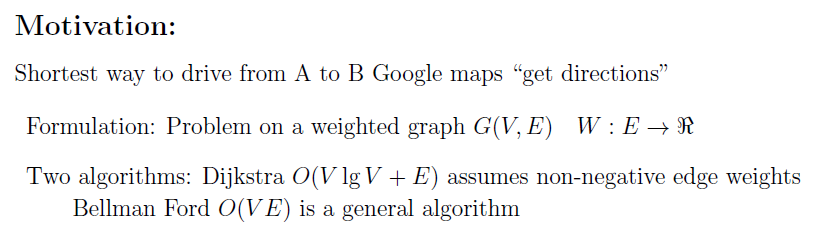 Motivation:
Shortest way to drive from A to B Google maps “get directions”
Formulation: Problem on a weighted graph G(V, E) W : E → ℜ
Two algorithms: Dijkstra O(V lg V + E) assumes non-negative edge weights
Bellman Ford O(V E) is a general algorithm